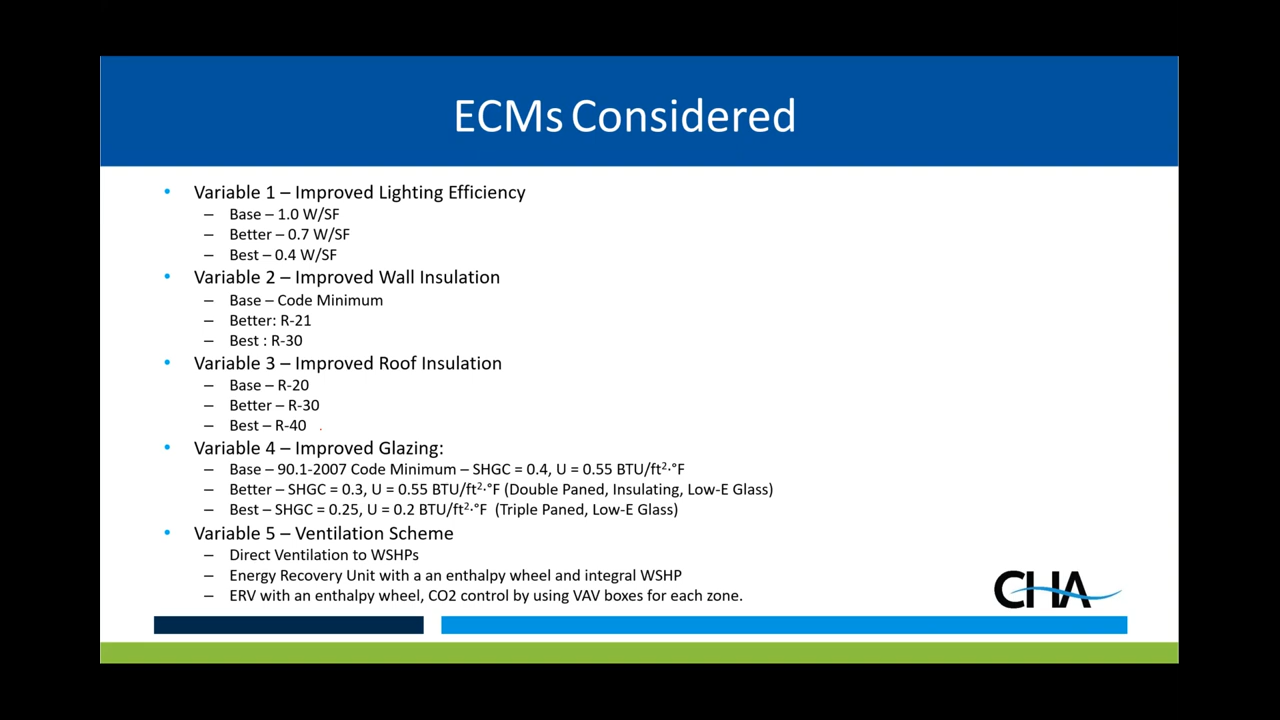 ECMs Considered
• Variable 1 – Improved Lighting Efficiency
– Base – 1.0 W/SF
– Better – 0.7 W/SF
– Best – 0.4 W/SF
• Variable 2 – Improved Wall Insulation
– Base – Code Minimum
– Better: R-21
– Best : R-30
• Variable 3 – Improved Roof Insulation
– Base – R-20
– Better – R-30
– Best – R-40
• Variable 4 – Improved Glazing:
– Base – 90.1-2007 Code Minimum – SHGC = 0.4, U = 0.55 BTU/ft²·°F
– Better – SHGC = 0.3, U = 0.55 BTU/ft²·°F (Double Paned, Insulating, Low-E Glass)
– Best – SHGC = 0.25, U = 0.2 BTU/ft²·°F (Triple Paned, Low-E Glass)
• Variable 5 – Ventilation Scheme
– Direct Ventilation to WSHPs
– Energy Recovery Unit with a an enthalpy wheel and integral WSHP
– ERV with an enthalpy wheel, CO2 control by using VAV boxes for each zone.
CHA